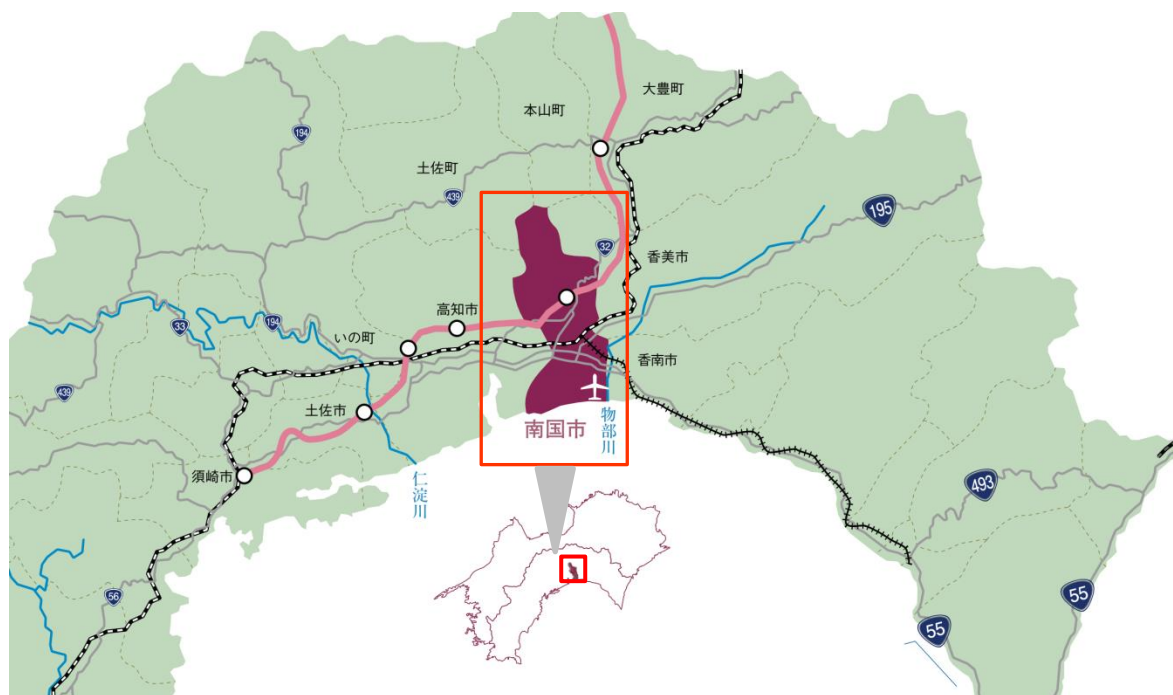 大豊町
本山町
194
土佐町
439
195
32
香美市
高知市
194
33
いの町
香南市
439
土佐市
物部川
南国市
須崎市
仁淀川
493
56
55
55